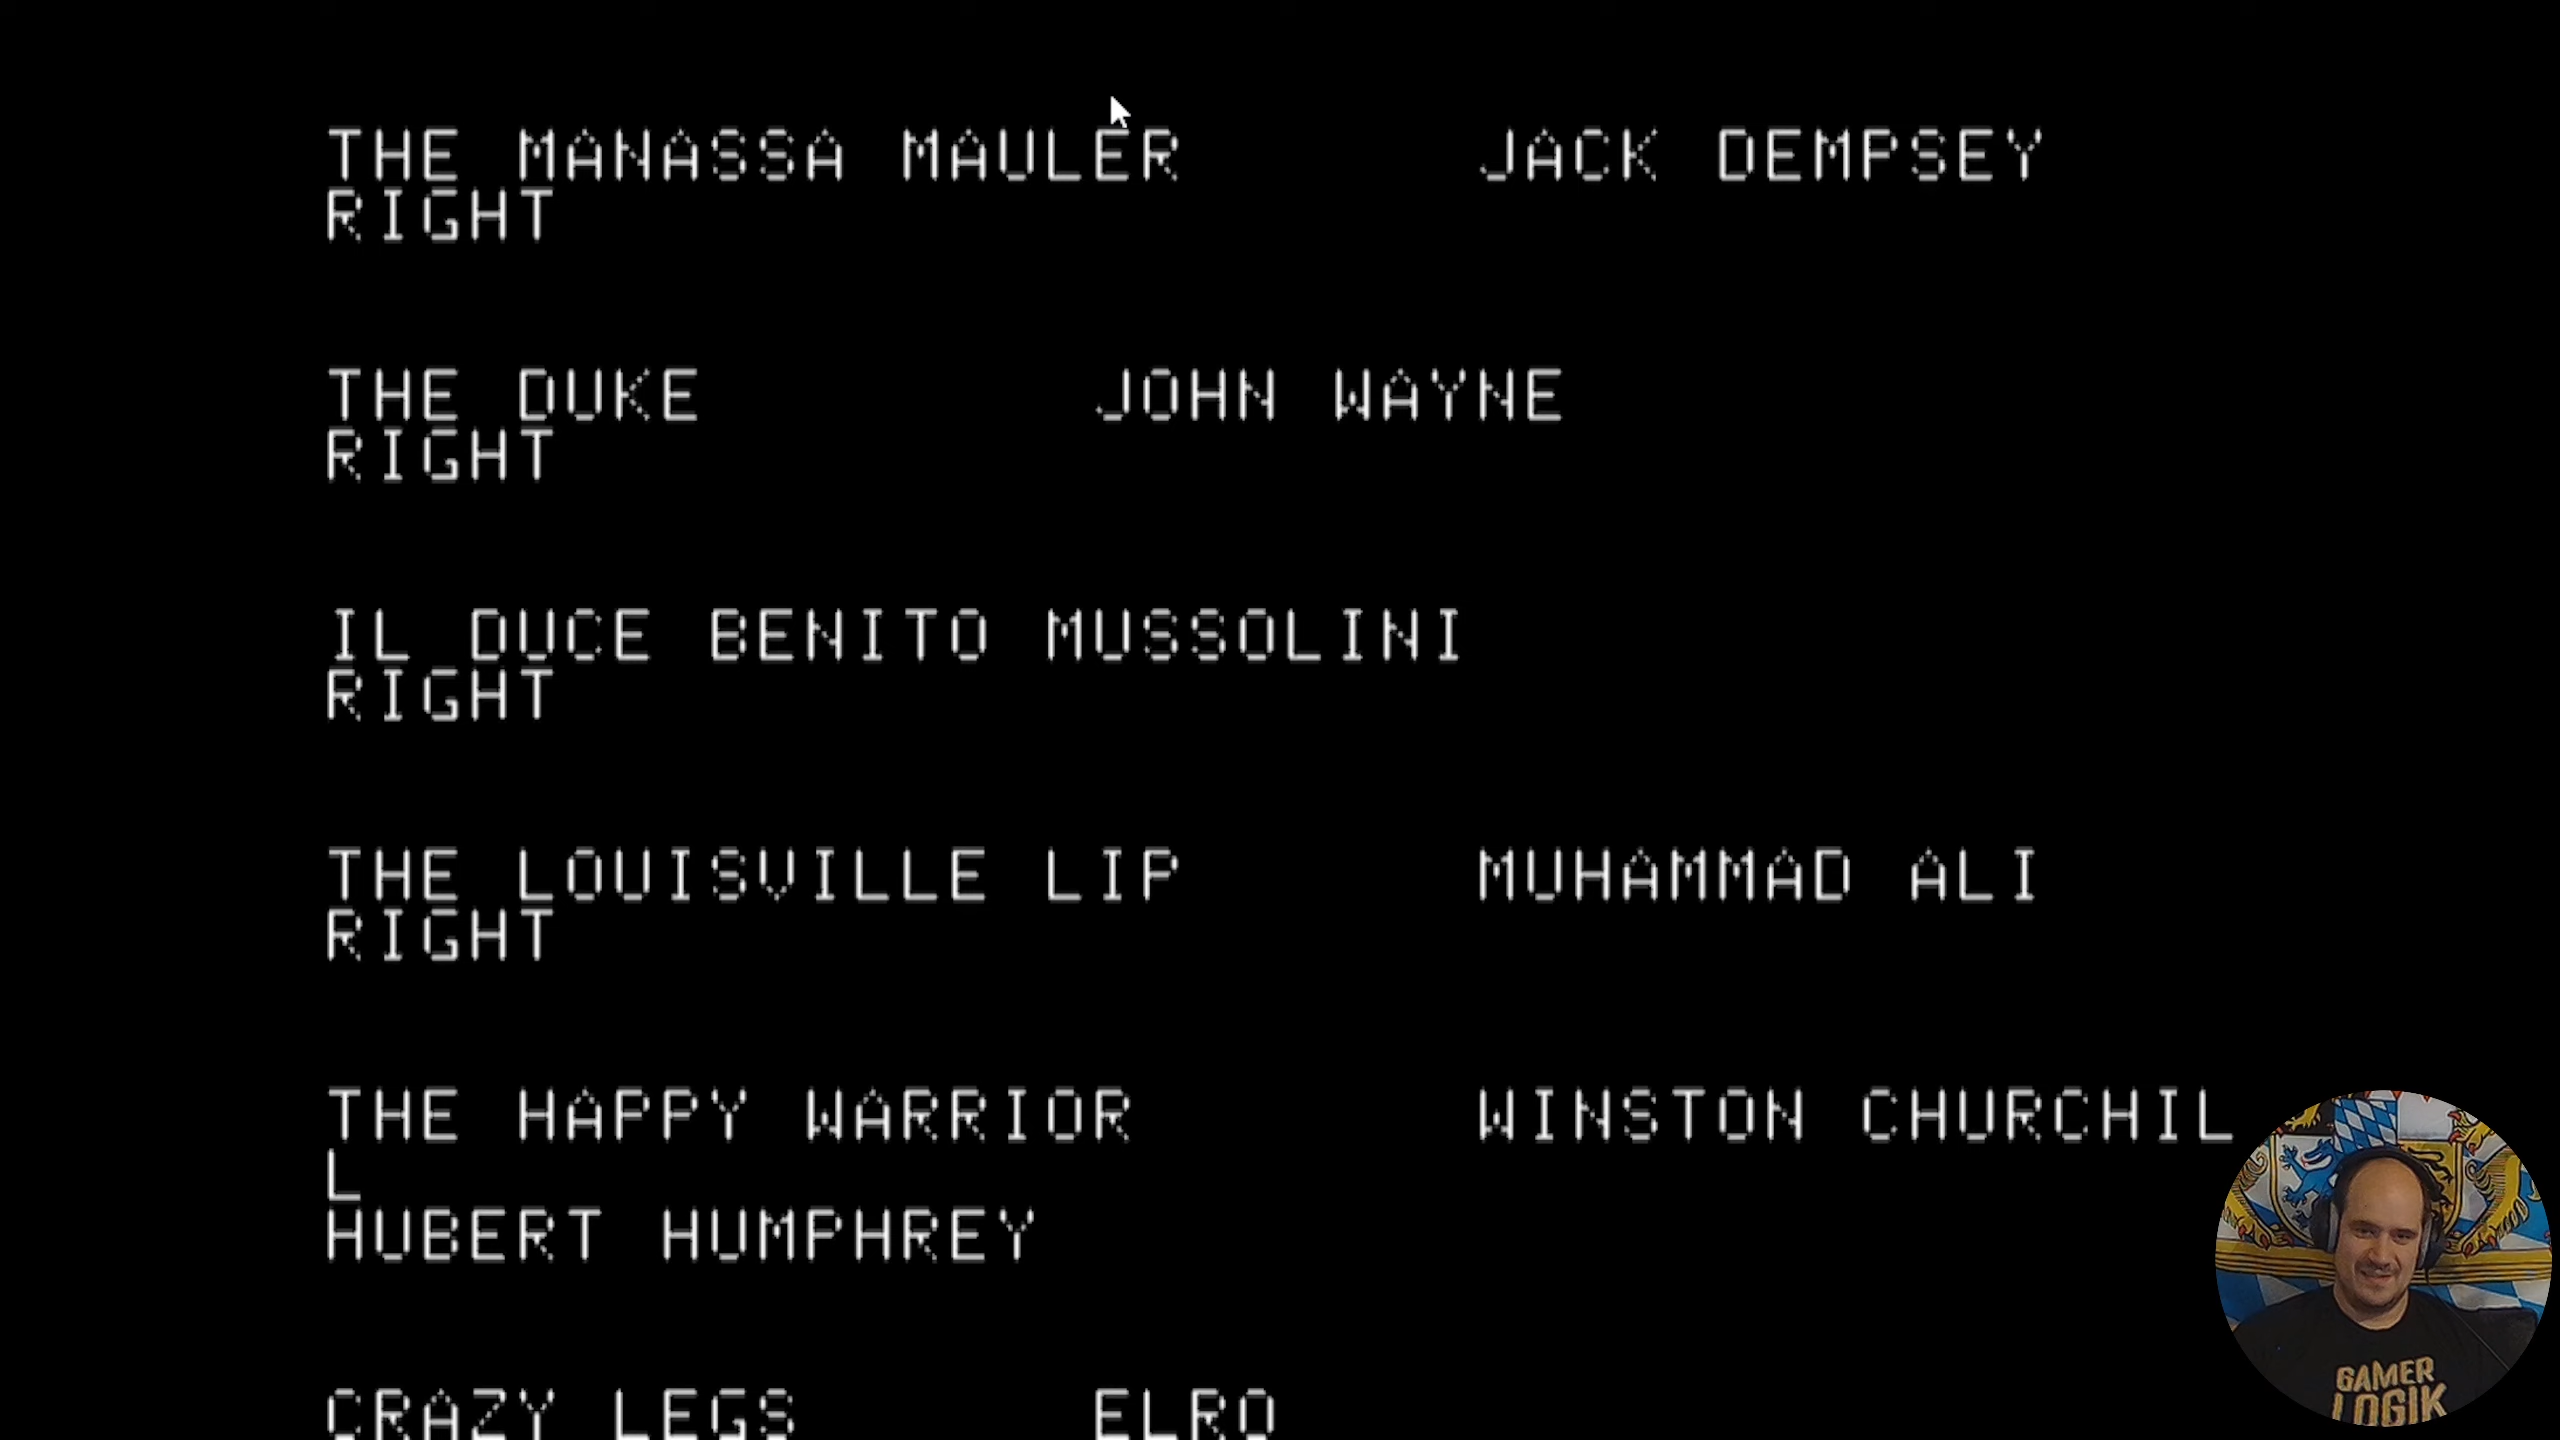 THE MANASSA MAULER JACK DEMPSEY
RIGHT
THE DUKE JOHN WAYNE
RIGHT
IL DUCE BENITO MUSSOLINI
RIGHT
THE LOUISVILLE LIP MUHAMMAD ALI
RIGHT
THE HAPPY WARRIOR WINSTON CHURCHIL
L
HUBERT HUMPHREY
CRAZY LEGS ELRO
GAMER
LOGIK